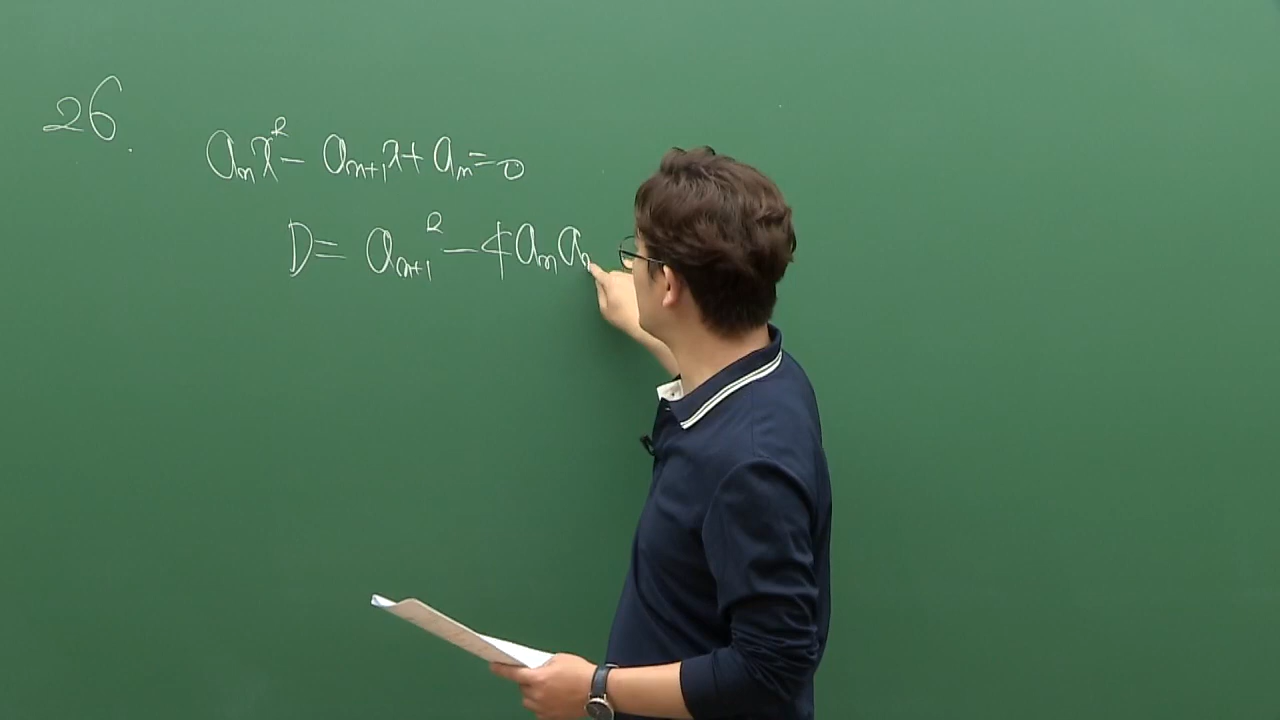 26.
aₙx² - aₙ₊₁x + aₙ = 0
D = aₙ₊₁² - 4aₙaₙ